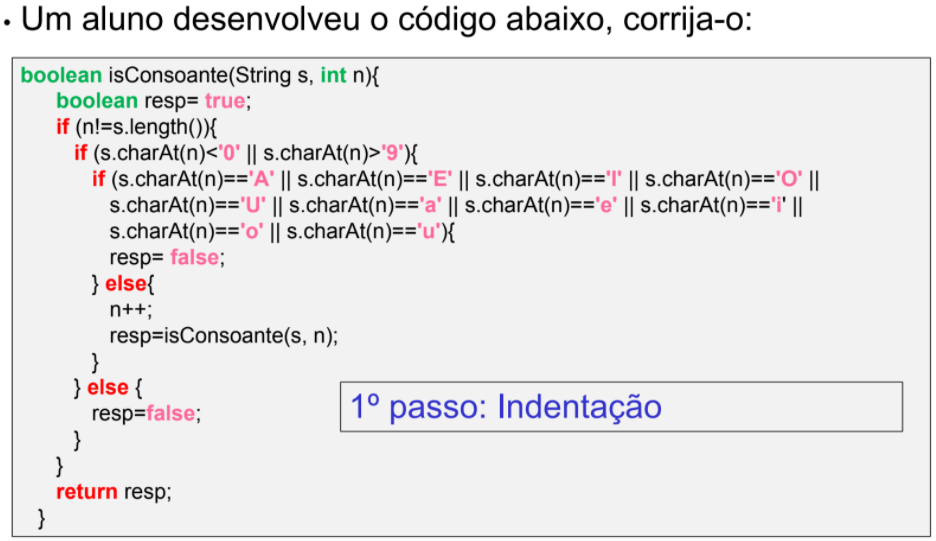 • Um aluno desenvolveu o código abaixo, corrija-o:
boolean isConsoante(String s, int n){
boolean resp= true;
if (n!=s.length()){
if (s.charAt(n)<'0' || s.charAt(n)>'9'){
if (s.charAt(n)=='A' || s.charAt(n)=='E' || s.charAt(n)=='I' || s.charAt(n)=='O' ||
s.charAt(n)=='U' || s.charAt(n)=='a' || s.charAt(n)=='e' || s.charAt(n)=='i' ||
s.charAt(n)=='o' || s.charAt(n)=='u'){
resp= false;
} else{
n++;
resp=isConsoante(s, n);
}
} else {
resp=false;
}
}
return resp;
}
1º passo: Indentação